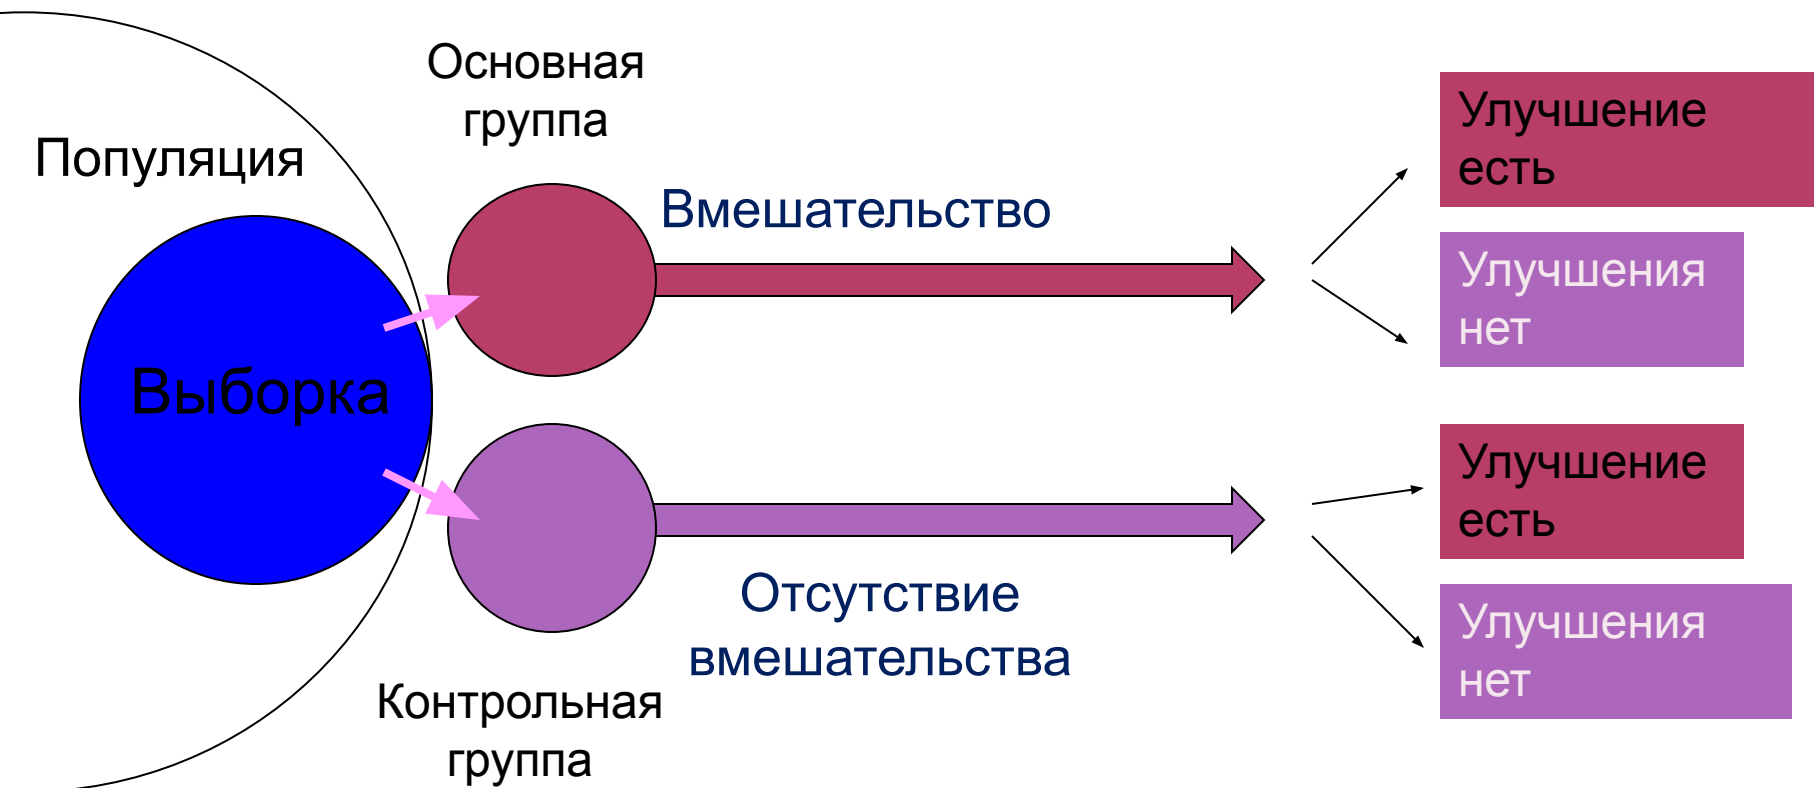 Основная
группа
Популяция
Вмешательство
Выборка
Отсутствие
вмешательства
Контрольная
группа
Улучшение
есть
Улучшения
нет
Улучшение
есть
Улучшения
нет